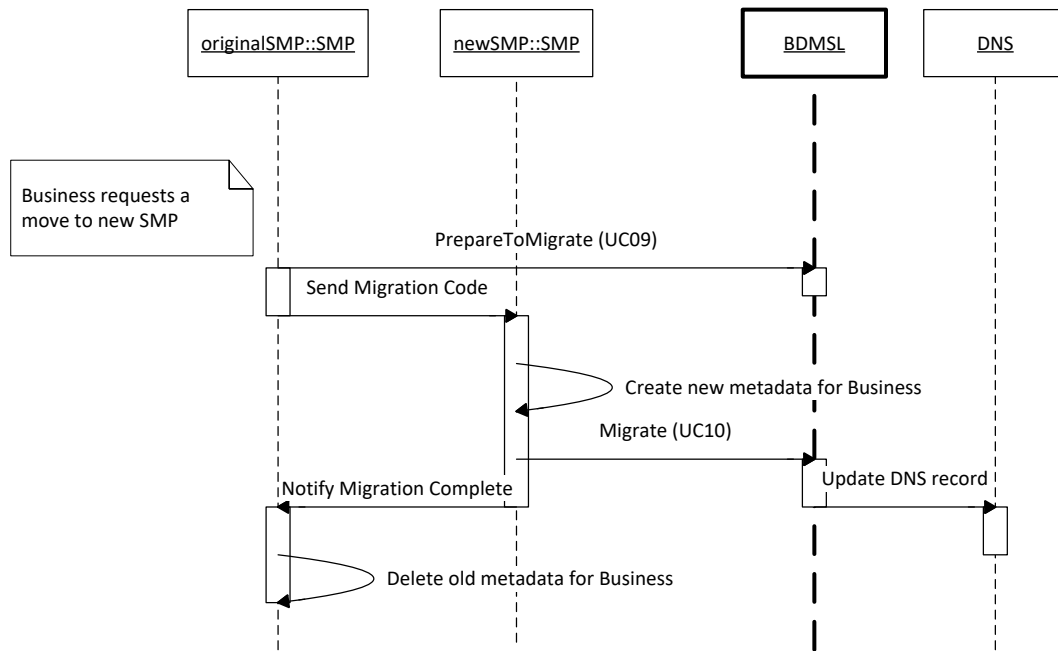 originalSMP::SMP
newSMP::SMP
BDMSL
DNS
Business requests a
move to new SMP
PrepareToMigrate (UC09)
Send Migration Code
Create new metadata for Business
Migrate (UC10)
Update DNS record
Notify Migration Complete
Delete old metadata for Business